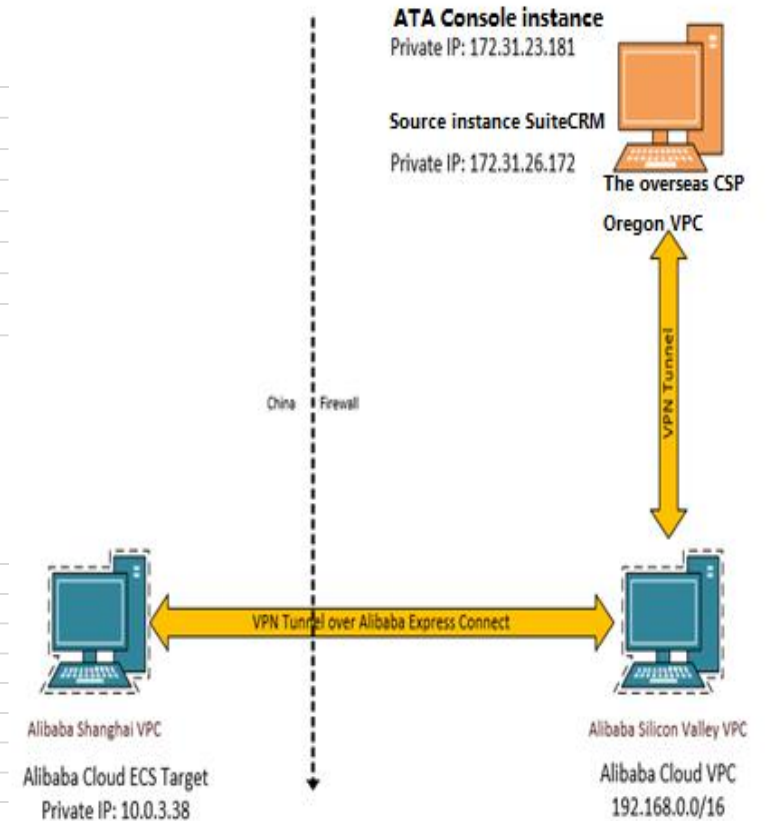 ATA Console instance
Private IP: 172.31.23.181
Source instance SuiteCRM
Private IP: 172.31.26.172
The overseas CSP
Oregon VPC
VPN Tunnel
China
Firewall
VPN Tunnel over Alibaba Express Connect
Alibaba Shanghai VPC
Alibaba Cloud ECS Target
Private IP: 10.0.3.38
Alibaba Silicon Valley VPC
Alibaba Cloud VPC
192.168.0.0/16